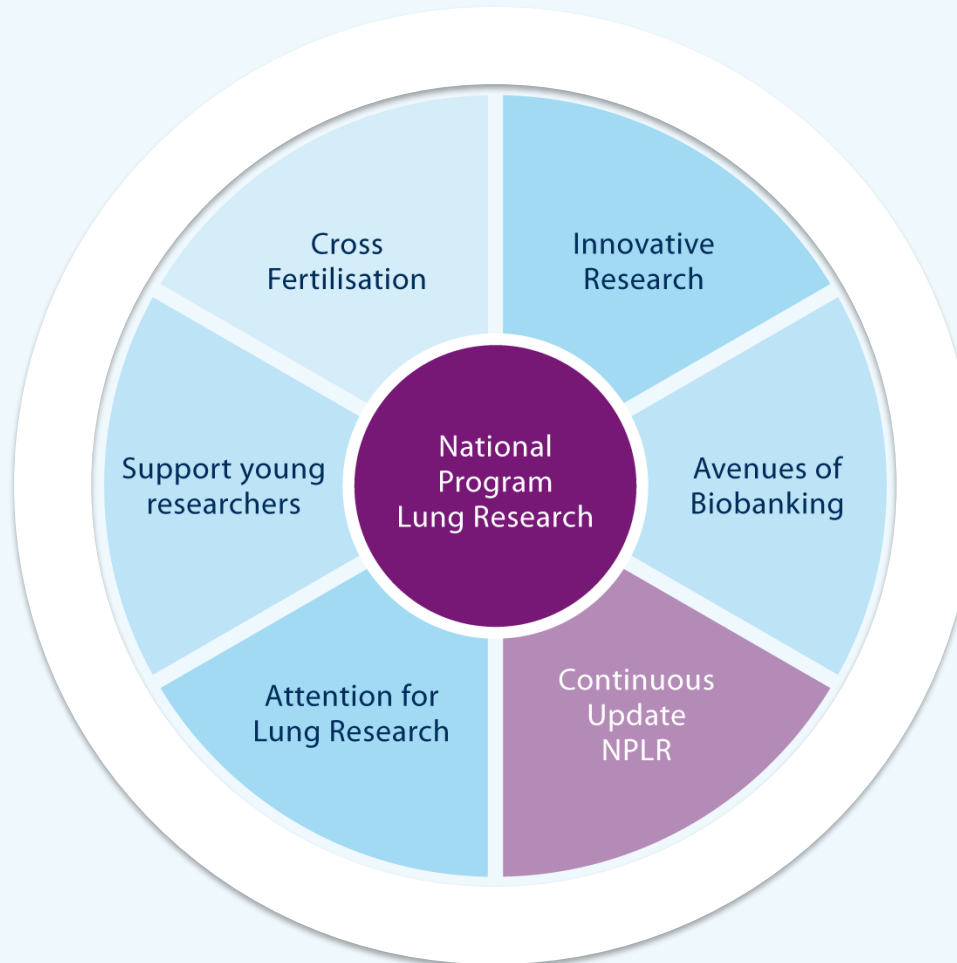 Cross
Fertilisation
Innovative
Research
Support young
researchers
National
Program
Lung Research
Avenues of
Biobanking
Attention for
Lung Research
Continuous
Update
NPLR